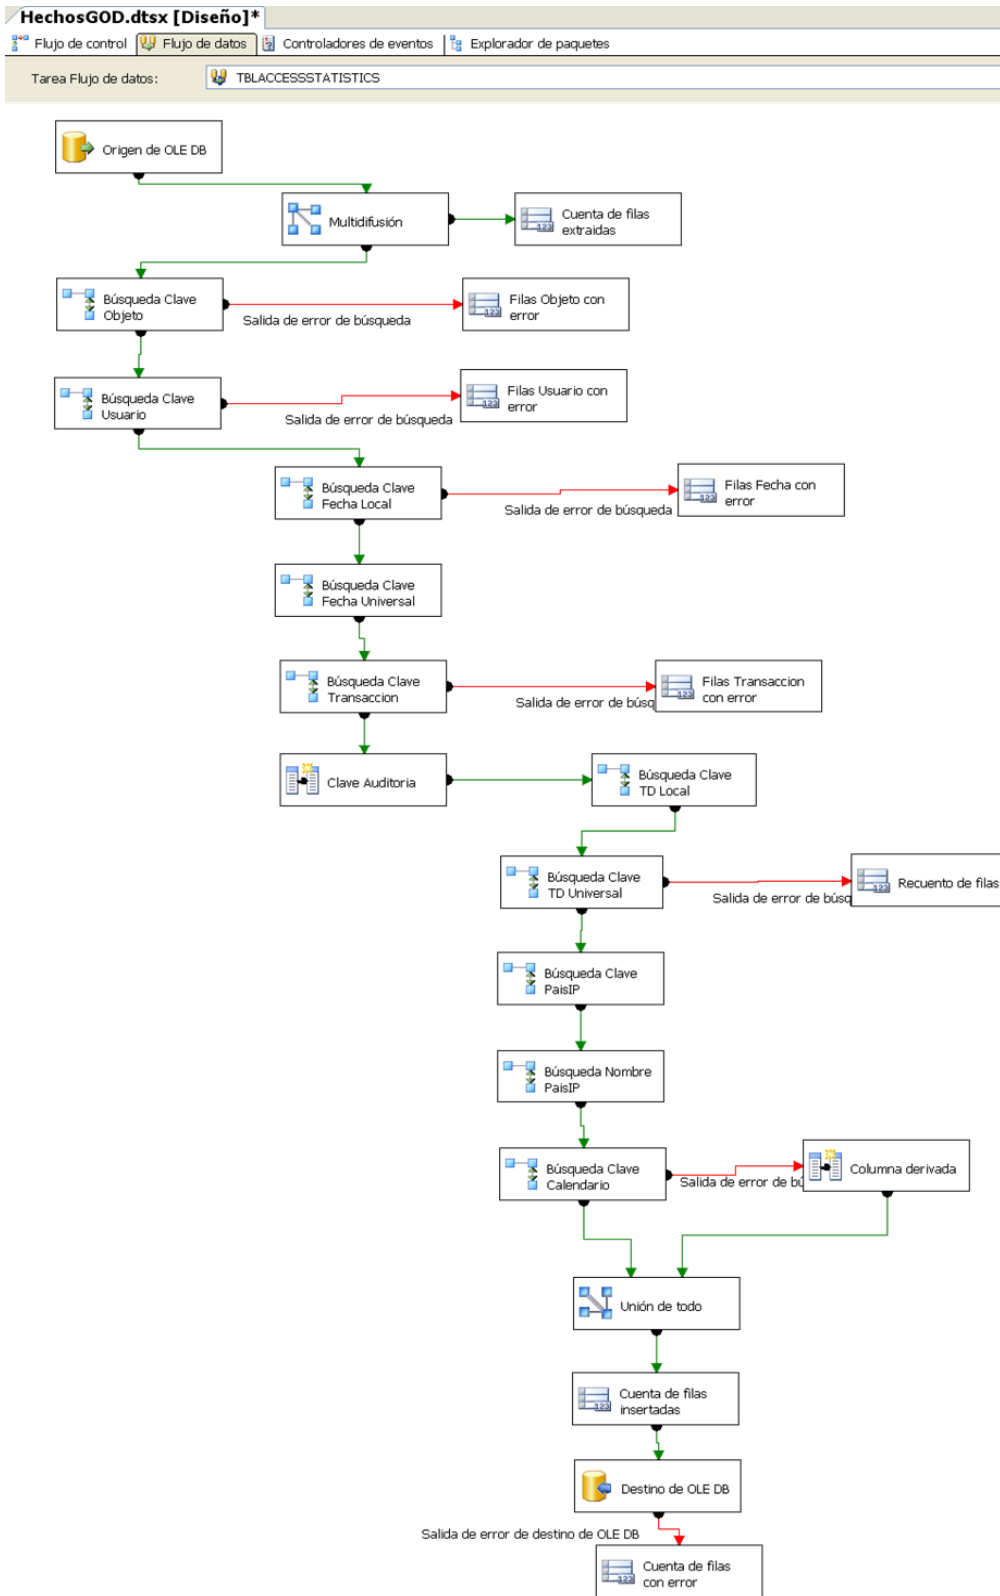 HechosGOD.dtsx [Diseño]*
Flujo de control
Flujo de datos
Controladores de eventos
Explorador de paquetes
Tarea Flujo de datos:
TBLACCESSSTATISTICS
Origen de OLE DB
Multidifusión
Cuenta de filas
extraidas
Búsqueda Clave
Objeto
Salida de error de búsqueda
Filas Objeto con
error
Búsqueda Clave
Usuario
Salida de error de búsqueda
Filas Usuario con
error
Búsqueda Clave
Fecha Local
Salida de error de búsqueda
Filas Fecha con
error
Búsqueda Clave
Fecha Universal
Búsqueda Clave
Transaccion
Salida de error de búsq
Filas Transaccion
con error
Clave Auditoria
Búsqueda Clave
TD Local
Búsqueda Clave
TD Universal
Salida de error de búsq
Recuento de filas
Búsqueda Clave
PaisIP
Búsqueda Nombre
PaisIP
Búsqueda Clave
Calendario
Salida de error de bú
Columna derivada
Unión de todo
Cuenta de filas
insertadas
Destino de OLE DB
Salida de error de destino de OLE DB
Cuenta de filas
con error